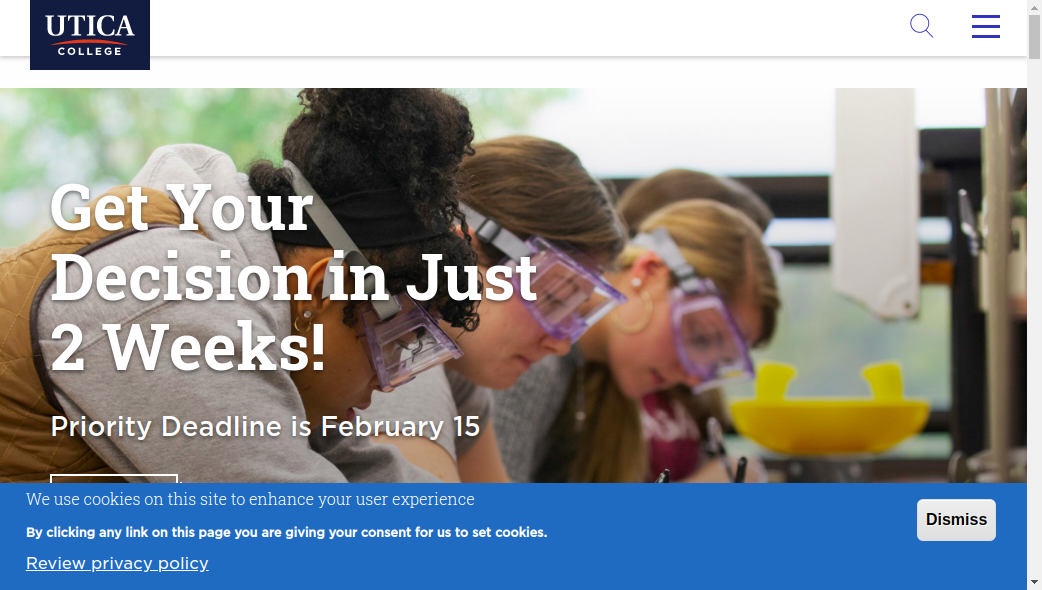 UTICA
COLLEGE
Get Your
Decision in Just
2 Weeks!
Priority Deadline is February 15
We use cookies on this site to enhance your user experience
By clicking any link on this page you are giving your consent for us to set cookies.
Review privacy policy
Dismiss